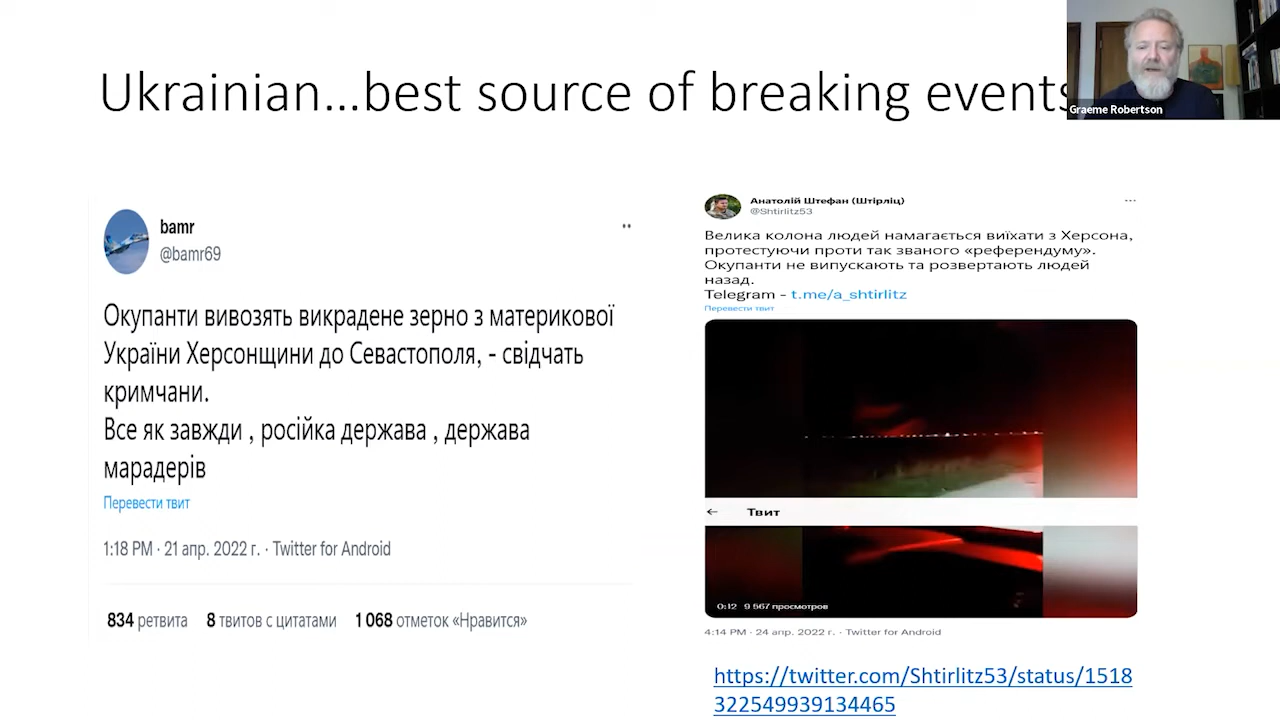 Ukrainian...best source of breaking events
Graeme Robertson
bamr
@bamr69
Окупанти вивозять викрадене зерно з материкової
України Херсонщини до Севастополя, - свідчать
кримчани.
Все як завжди , російка держава , держава
марадерів
Перевести твит
1:18 PM · 21 апр. 2022 г. · Twitter for Android
834 ретвита 8 твитов с цитатами 1 068 отметок «Нравится»
Анатолій Штефан (Штірліц)
@Shtirlitz53
Велика колона людей намагається виїхати з Херсона,
протестуючи проти так званого «референдуму».
Окупанти не випускають та розвертають людей
назад.
Telegram - t.me/a_shtirlitz
Перевести твит
Твит
0:12 9 567 просмотров
4:14 PM · 24 апр. 2022 г. · Twitter for Android
https://twitter.com/Shtirlitz53/status/1518
322549939134465